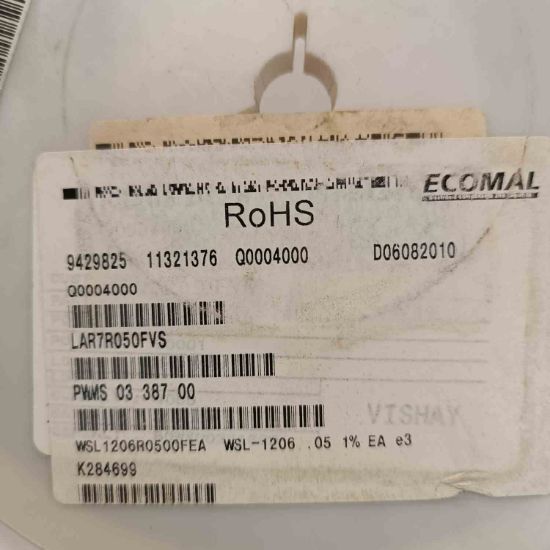 ECOMAL
RoHS
9429825 11321376 Q0004000 D06082010
Q0004000
LAR7R050FVS
PWMS 03 387 00
VISHAY
WSL1206R0500FEA WSL-1206 .05 1% EA e3
K284699